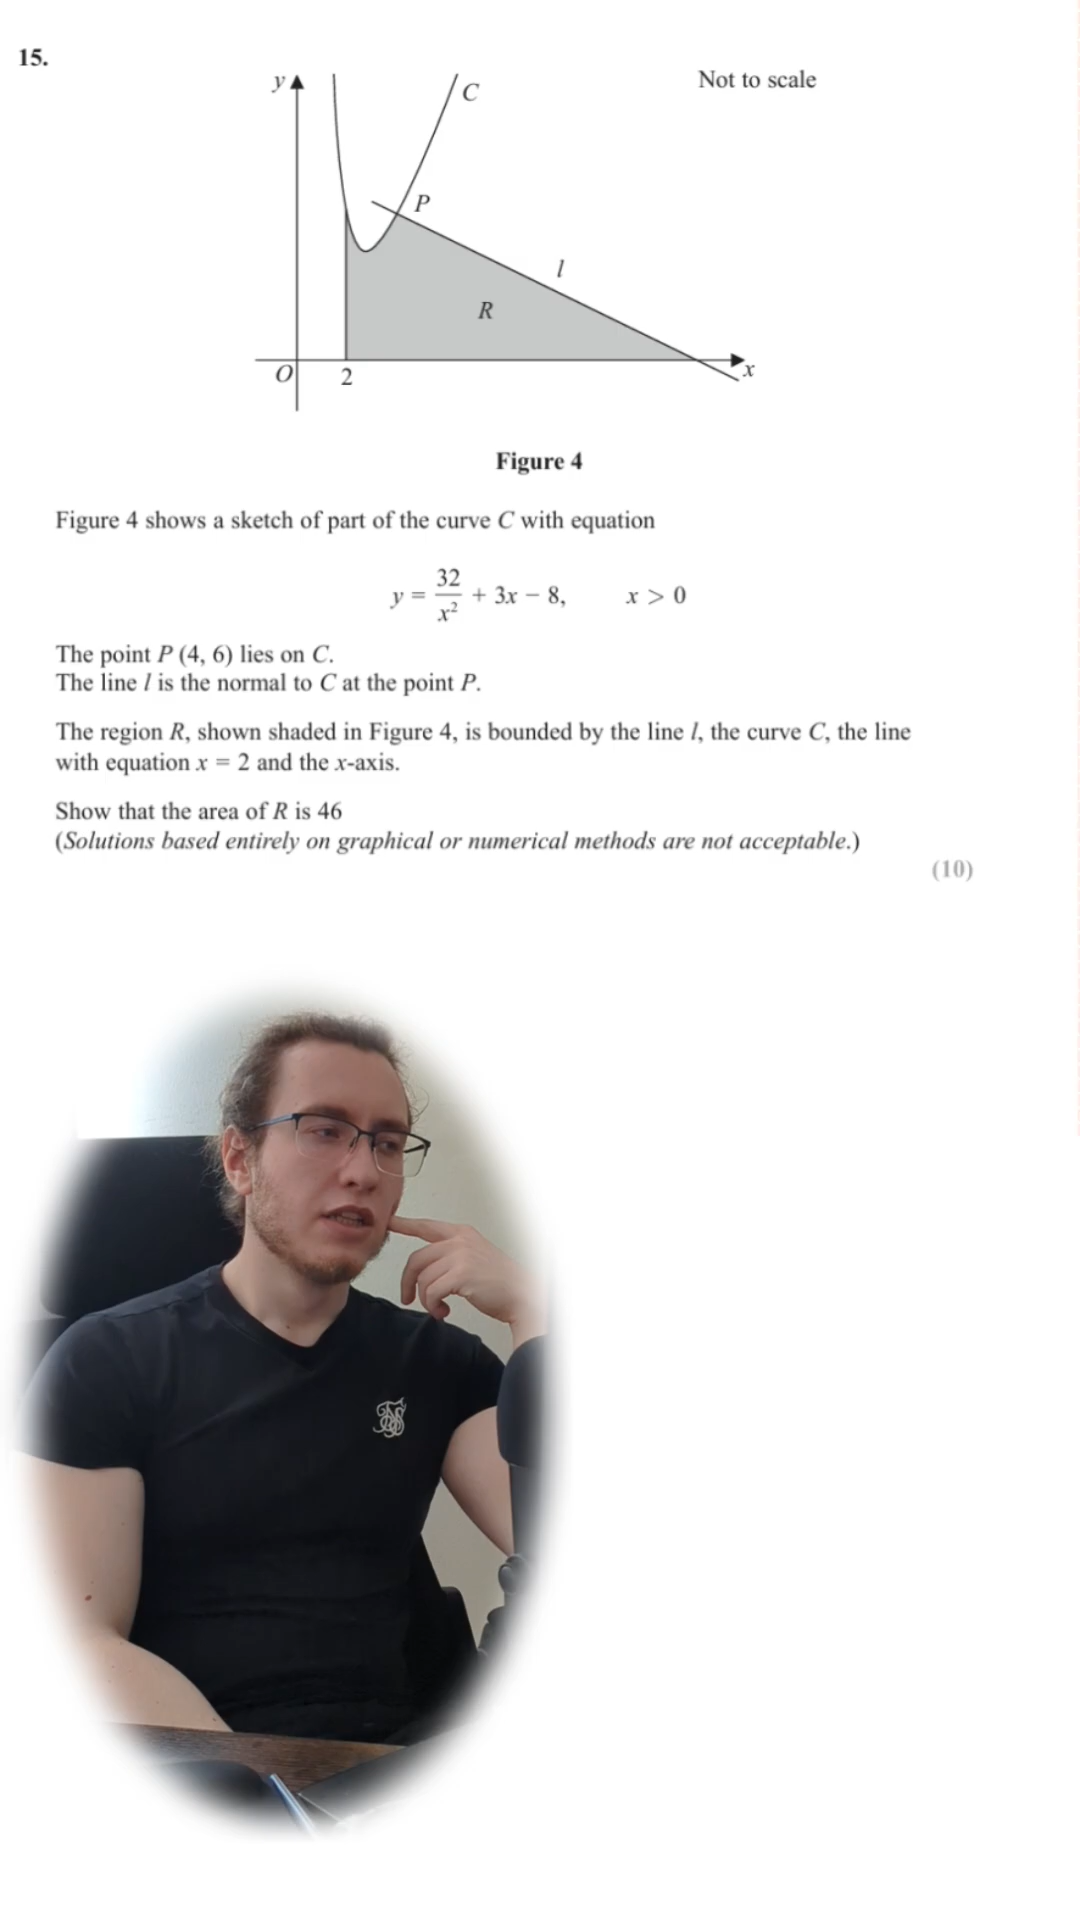 15.
y
C
Not to scale
P
l
R
O
2
x
Figure 4
Figure 4 shows a sketch of part of the curve C with equation
y = 32/x² + 3x − 8, x > 0
The point P (4, 6) lies on C.
The line l is the normal to C at the point P.
The region R, shown shaded in Figure 4, is bounded by the line l, the curve C, the line
with equation x = 2 and the x-axis.
Show that the area of R is 46
(Solutions based entirely on graphical or numerical methods are not acceptable.)
(10)